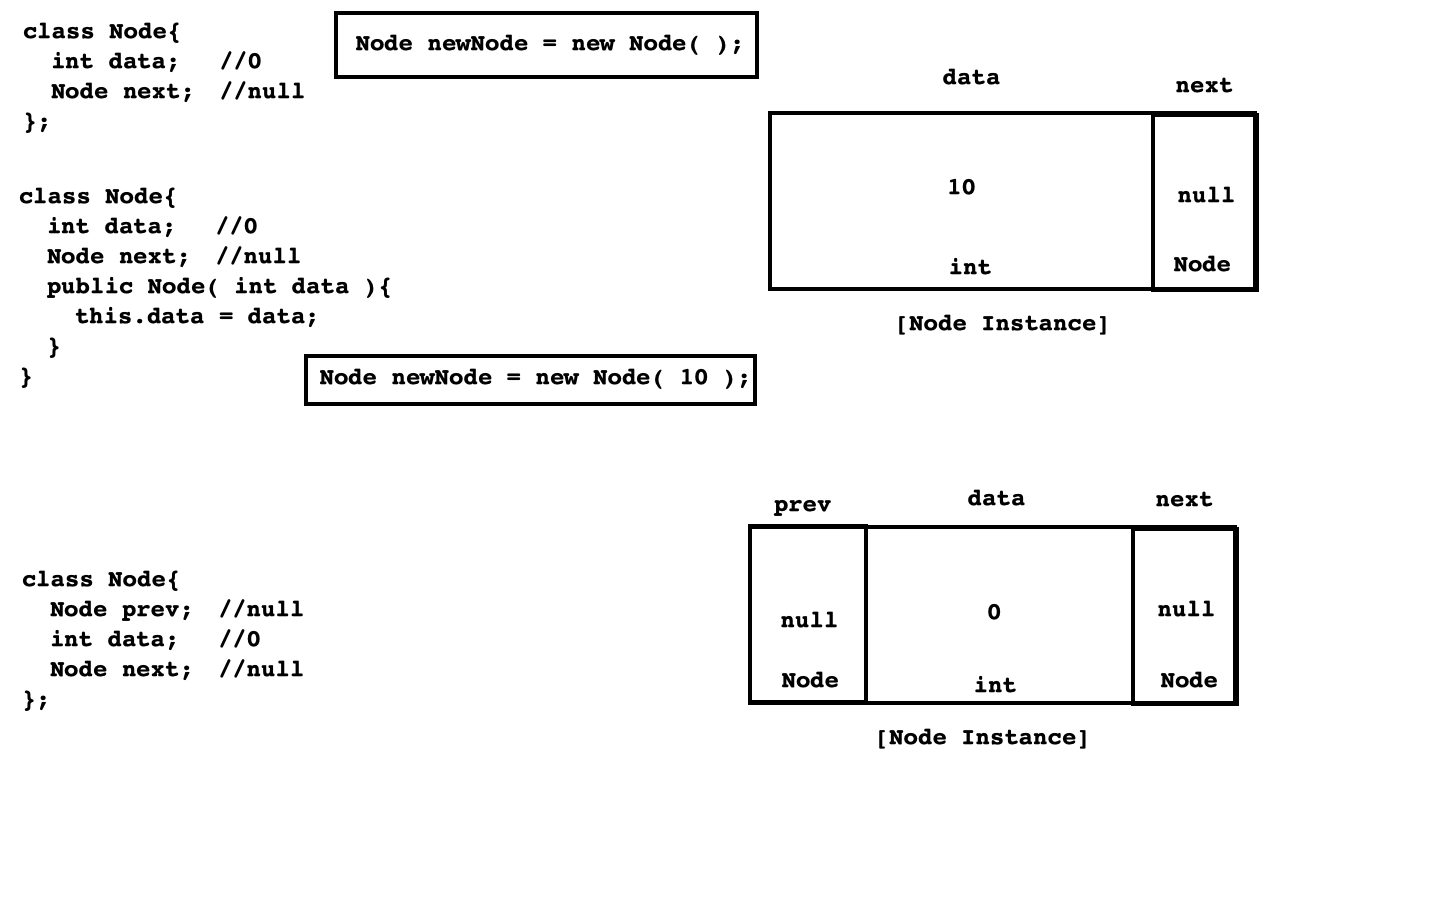 class Node{
  int data;   //0
  Node next;  //null
};
Node newNode = new Node( );
class Node{
  int data;   //0
  Node next;  //null
  public Node( int data ){
    this.data = data;
  }
}
Node newNode = new Node( 10 );
data next
10 null
int Node
[Node Instance]
class Node{
  Node prev;  //null
  int data;   //0
  Node next;  //null
};
prev data next
null 0 null
Node int Node
[Node Instance]